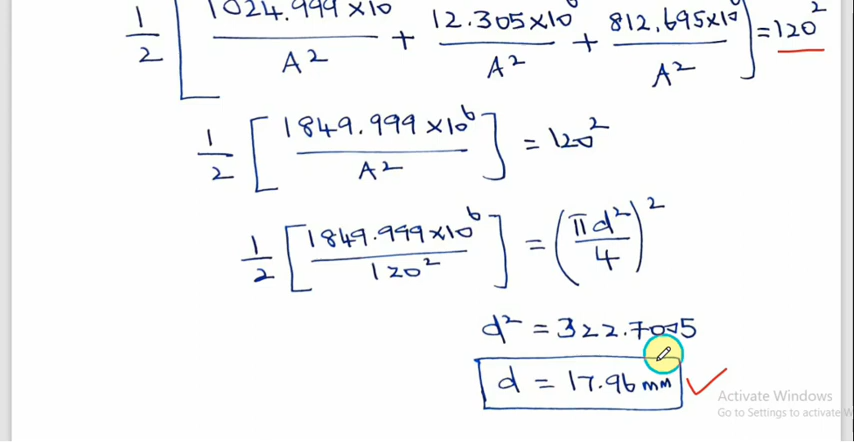 1/2 [ 1024.999×10 / A² + 12.305×10⁶ / A² + 812.695×10⁶ / A² ] = 120²
1/2 [ 1849.999×10⁶ / A² ] = 120²
1/2 [ 1849.999×10⁶ / 120² ] = ( πd² / 4 )²
d² = 322.7005
d = 17.96 mm
Activate Windows
Go to Settings to activate W